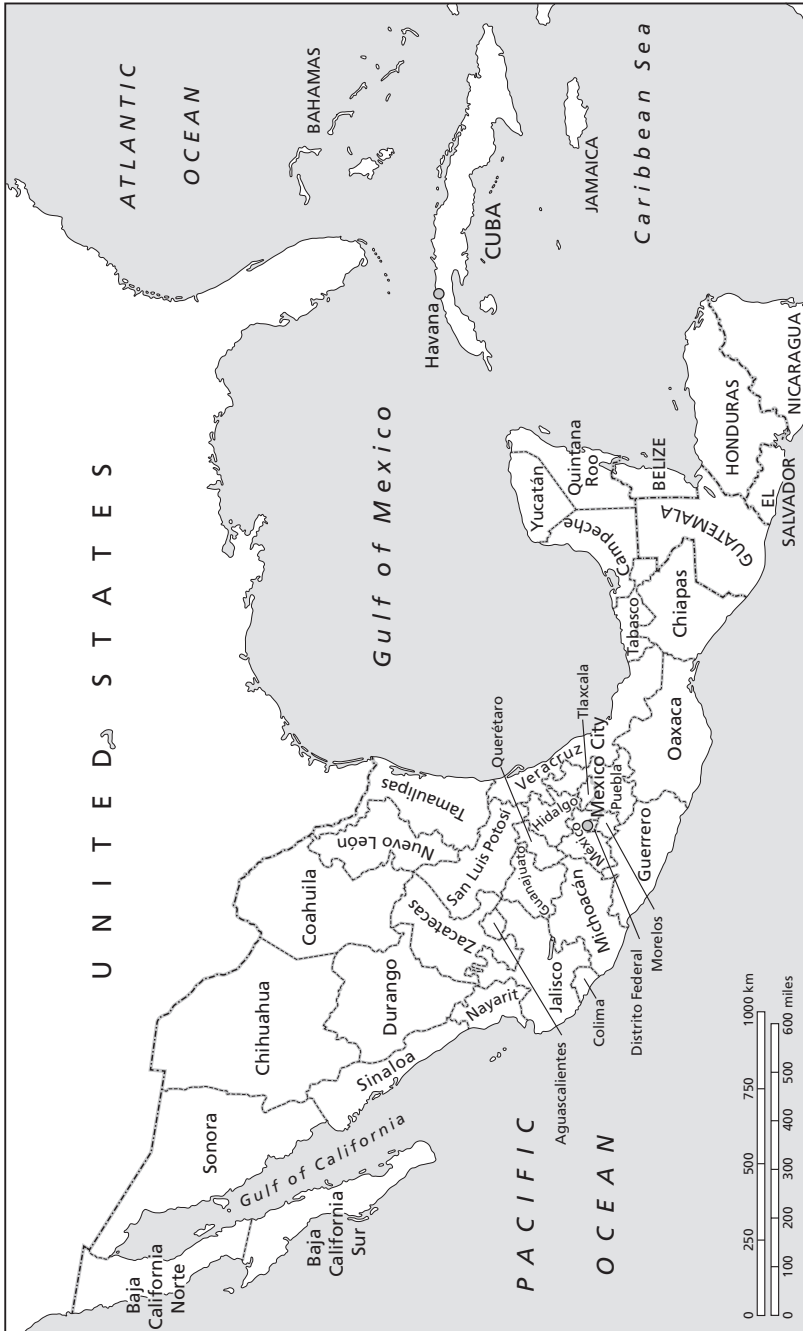 UNITED STATES
ATLANTIC
OCEAN
BAHAMAS
Gulf of Mexico
Havana
CUBA
JAMAICA
Caribbean Sea
Baja
California
Norte
Baja
California
Sur
Gulf of California
Sonora
Chihuahua
Coahuila
Nuevo León
Tamaulipas
Sinaloa
Durango
Zacatecas
San Luis Potosí
Nayarit
Aguascalientes
Jalisco
Guanajuato
Querétaro
Hidalgo
Veracruz
Colima
Michoacán
México
Mexico City
Tlaxcala
Distrito Federal
Morelos
Puebla
Guerrero
Oaxaca
Tabasco
Chiapas
Campeche
Yucatán
Quintana
Roo
BELIZE
GUATEMALA
HONDURAS
EL
SALVADOR
NICARAGUA
PACIFIC
OCEAN
0 250 500 750 1000 km
0 100 200 300 400 500 600 miles